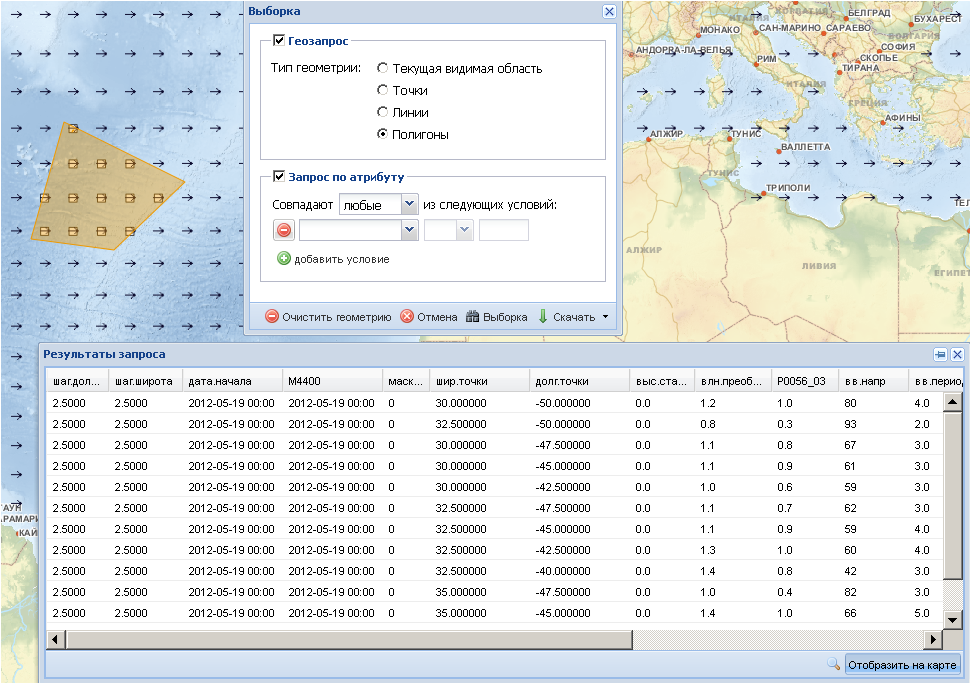 Выборка
Геозапрос
Тип геометрии:
Текущая видимая область
Точки
Линии
Полигоны
Запрос по атрибуту
Совпадают любые из следующих условий:
добавить условие
Очистить геометрию Отмена Выборка Скачать
ИТАЛИЯ
БЕЛГРАД
БУХАРЕСТ
МОНАКО
САН-МАРИНО
САРАЕВО
БОЛГАРИЯ
АНДОРРА-ЛА-ВЕЛЬЯ
СОФИЯ
РИМ
СКОПЬЕ
ТИРАНА
ИТАЛИЯ
ГРЕЦИЯ
АФИНЫ
АЛЖИР
ТУНИС
ВАЛЛЕТТА
ТУНИС
ТРИПОЛИ
ТЕЛ
АЛЖИР
ЛИВИЯ
ЕГИПЕТ
АРАМАРИ
КАЙ
Результаты запроса
шаг.дол... шаг.широта дата.начала M4400 маск... шир.точки долг.точки выс.ста... влн.преоб... P0056_03 в в.напр в в.период
2.5000 2.5000 2012-05-19 00:00 2012-05-19 00:00 0 30.000000 -50.000000 0.0 1.2 1.0 80 4.0
2.5000 2.5000 2012-05-19 00:00 2012-05-19 00:00 0 32.500000 -50.000000 0.0 0.8 0.3 93 2.0
2.5000 2.5000 2012-05-19 00:00 2012-05-19 00:00 0 30.000000 -47.500000 0.0 1.1 0.8 67 3.0
2.5000 2.5000 2012-05-19 00:00 2012-05-19 00:00 0 30.000000 -45.000000 0.0 1.1 0.9 61 3.0
2.5000 2.5000 2012-05-19 00:00 2012-05-19 00:00 0 30.000000 -42.500000 0.0 1.0 0.6 59 3.0
2.5000 2.5000 2012-05-19 00:00 2012-05-19 00:00 0 32.500000 -47.500000 0.0 1.1 0.7 62 3.0
2.5000 2.5000 2012-05-19 00:00 2012-05-19 00:00 0 32.500000 -45.000000 0.0 1.1 0.9 59 4.0
2.5000 2.5000 2012-05-19 00:00 2012-05-19 00:00 0 32.500000 -42.500000 0.0 1.3 1.0 60 4.0
2.5000 2.5000 2012-05-19 00:00 2012-05-19 00:00 0 32.500000 -40.000000 0.0 1.4 0.8 42 3.0
2.5000 2.5000 2012-05-19 00:00 2012-05-19 00:00 0 35.000000 -47.500000 0.0 1.0 0.4 82 3.0
2.5000 2.5000 2012-05-19 00:00 2012-05-19 00:00 0 35.000000 -45.000000 0.0 1.4 1.0 66 5.0
Отобразить на карте